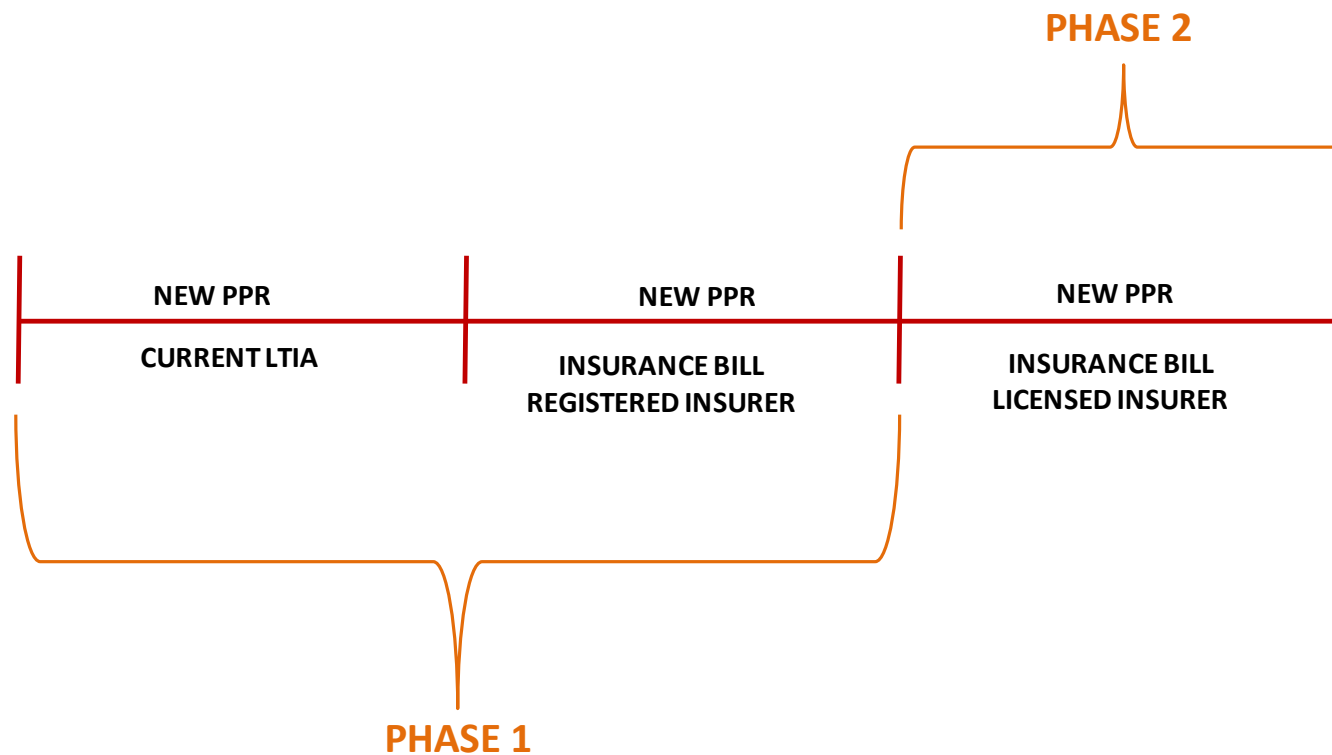 PHASE 2
NEW PPR
NEW PPR
NEW PPR
CURRENT LTIA
INSURANCE BILL
REGISTERED INSURER
INSURANCE BILL
LICENSED INSURER
PHASE 1